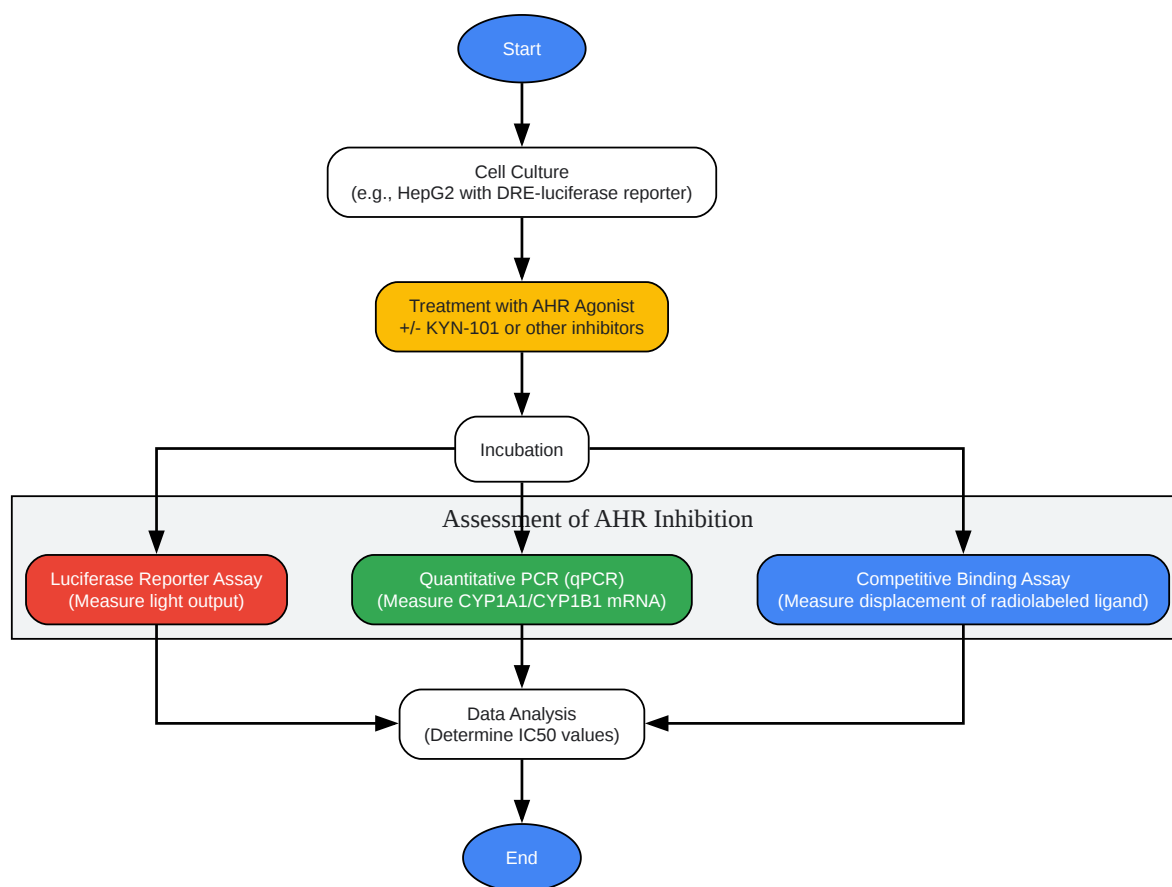 Start
Cell Culture
(e.g., HepG2 with DRE-luciferase reporter)
Treatment with AHR Agonist
+/- KYN-101 or other inhibitors
Incubation
Assessment of AHR Inhibition
Luciferase Reporter Assay
(Measure light output)
Quantitative PCR (qPCR)
(Measure CYP1A1/CYP1B1 mRNA)
Competitive Binding Assay
(Measure displacement of radiolabeled ligand)
Data Analysis
(Determine IC50 values)
End